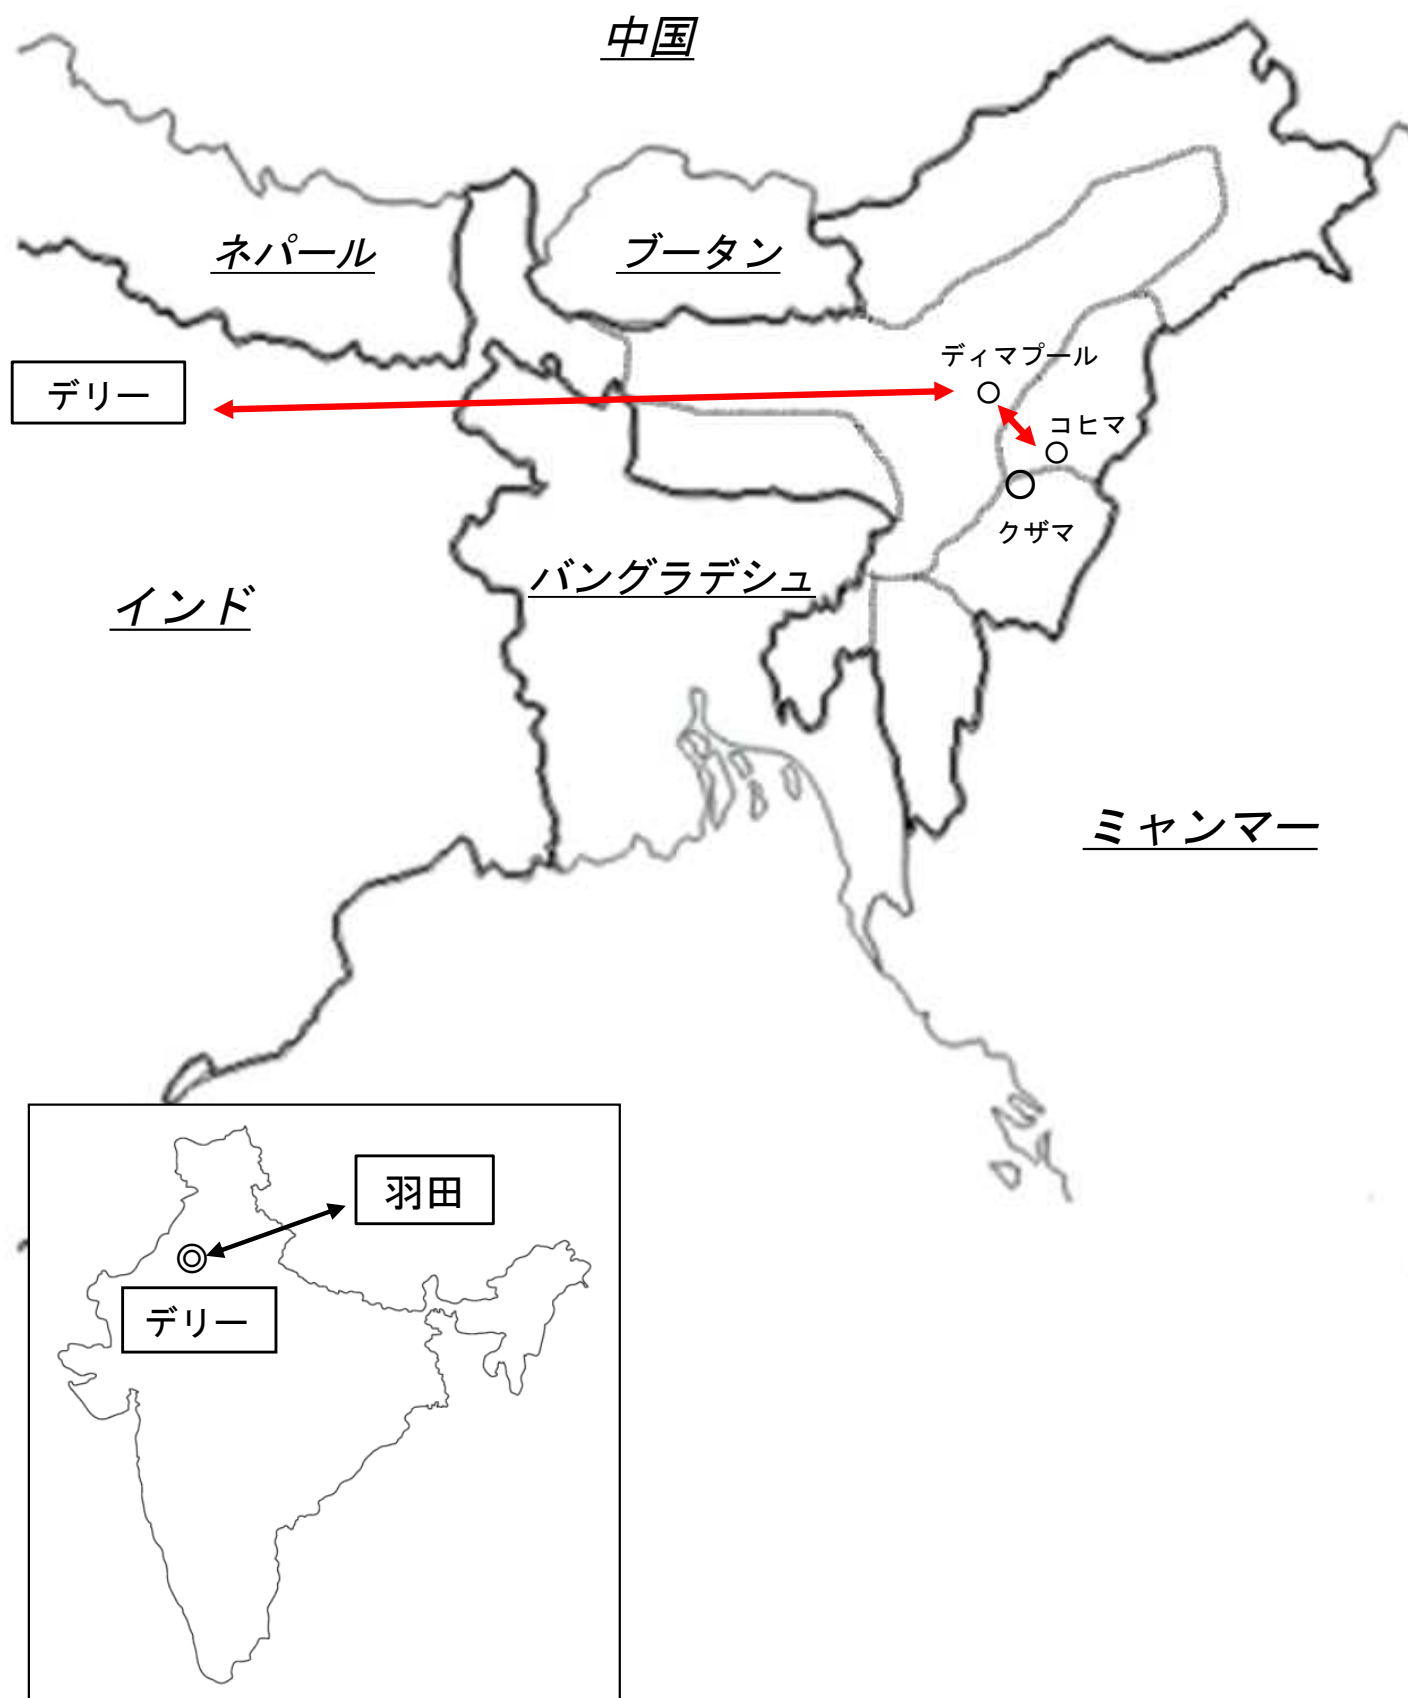 中国
ネパール
ブータン
ディマプール
デリー
コヒマ
クザマ
バングラデシュ
インド
ミャンマー
羽田
デリー